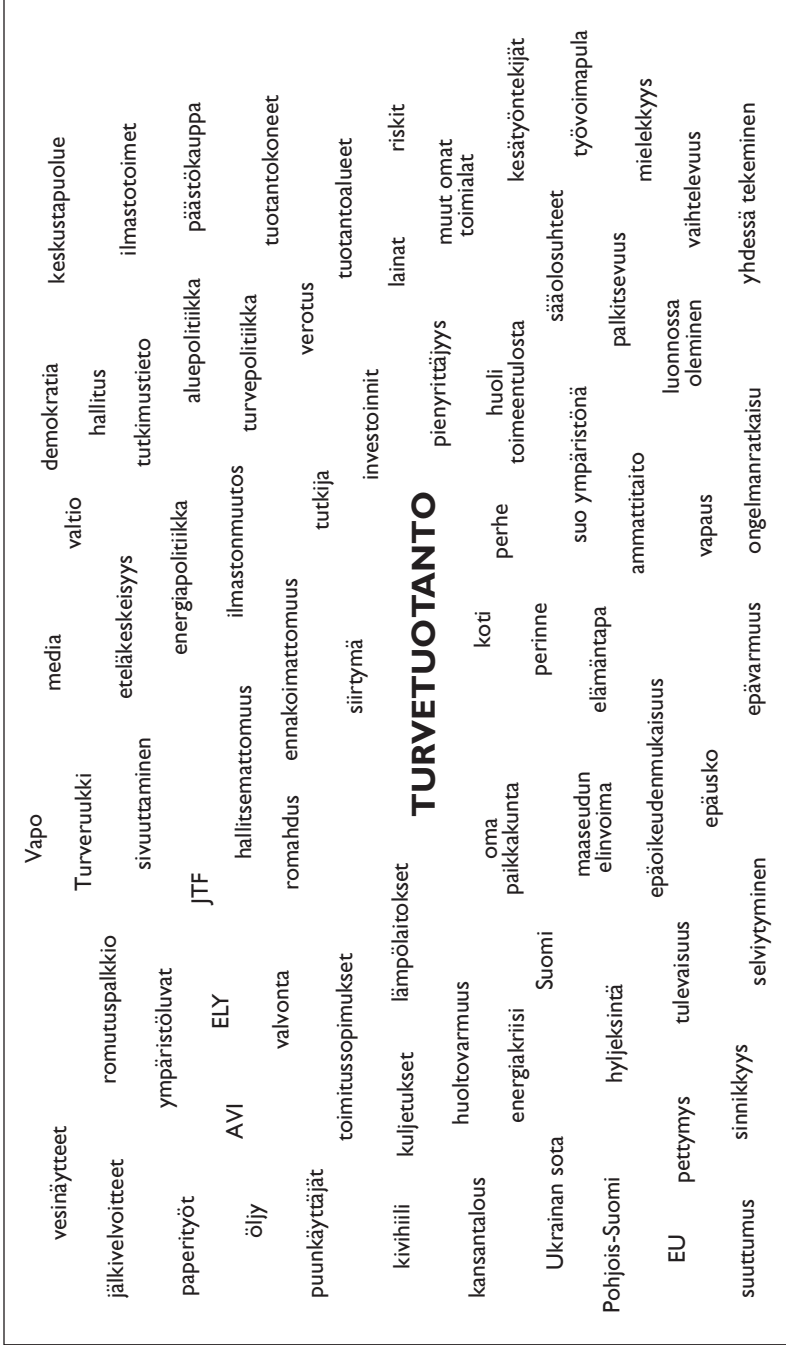 Vapo
vesinäytteet
media
demokratia
keskustapuolue
Turveruukki
valtio
hallitus
jälkivelvoitteet
romutuspalkkio
sivuuttaminen
eteläkeskeisyys
tutkimustieto
ilmastotoimet
paperityöt
ympäristöluvat
JTF
energiapolitiikka
aluepolitiikka
päästökauppa
öljy
AVI
ELY
hallitsemattomuus
ilmastonmuutos
turvepolitiikka
tuotantokoneet
puunkäyttäjät
valvonta
romahdus
ennakoimattomuus
tutkija
verotus
toimitussopimukset
siirtymä
investoinnit
tuotantoalueet
kivihiili
kuljetukset
lämpölaitokset
TURVETUOTANTO
lainat
riskit
kansantalous
huoltovarmuus
koti
pienyrittäjyys
muut omat
toimialat
energiakriisi
oma
paikkakunta
perhe
huoli
toimeentulosta
kesätyöntekijät
Ukrainan sota
Suomi
perinne
suo ympäristönä
sääolosuhteet
työvoimapula
Pohjois-Suomi
hyljeksintä
maaseudun
elinvoima
elämäntapa
ammattitaito
palkitsevuus
mielekkyys
EU
pettymys
tulevaisuus
epäoikeudenmukaisuus
epäusko
vapaus
luonnossa
oleminen
vaihtelevuus
suuttumus
sinnikkyys
selviytyminen
epävarmuus
ongelmanratkaisu
yhdessä tekeminen